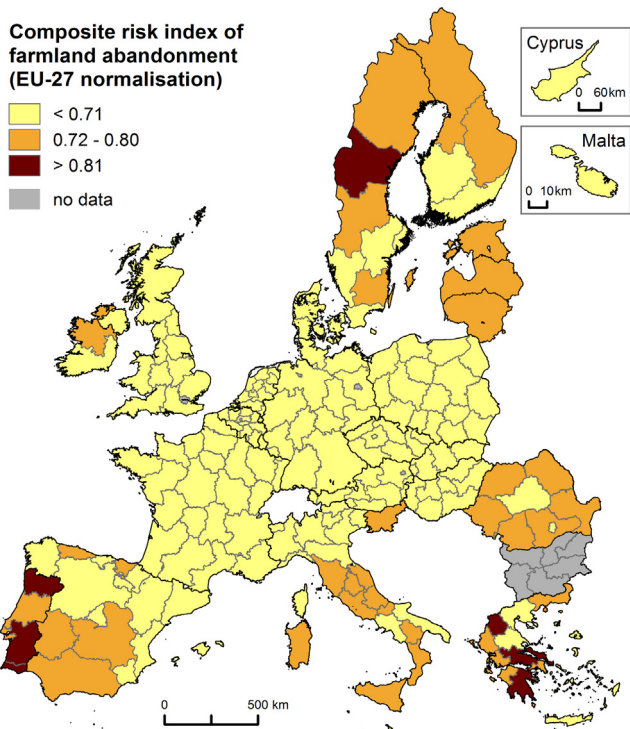 Composite risk index of
farmland abandonment
(EU-27 normalisation)
< 0.71
0.72 - 0.80
> 0.81
no data
Cyprus
0 60km
Malta
0 10km
0 500 km